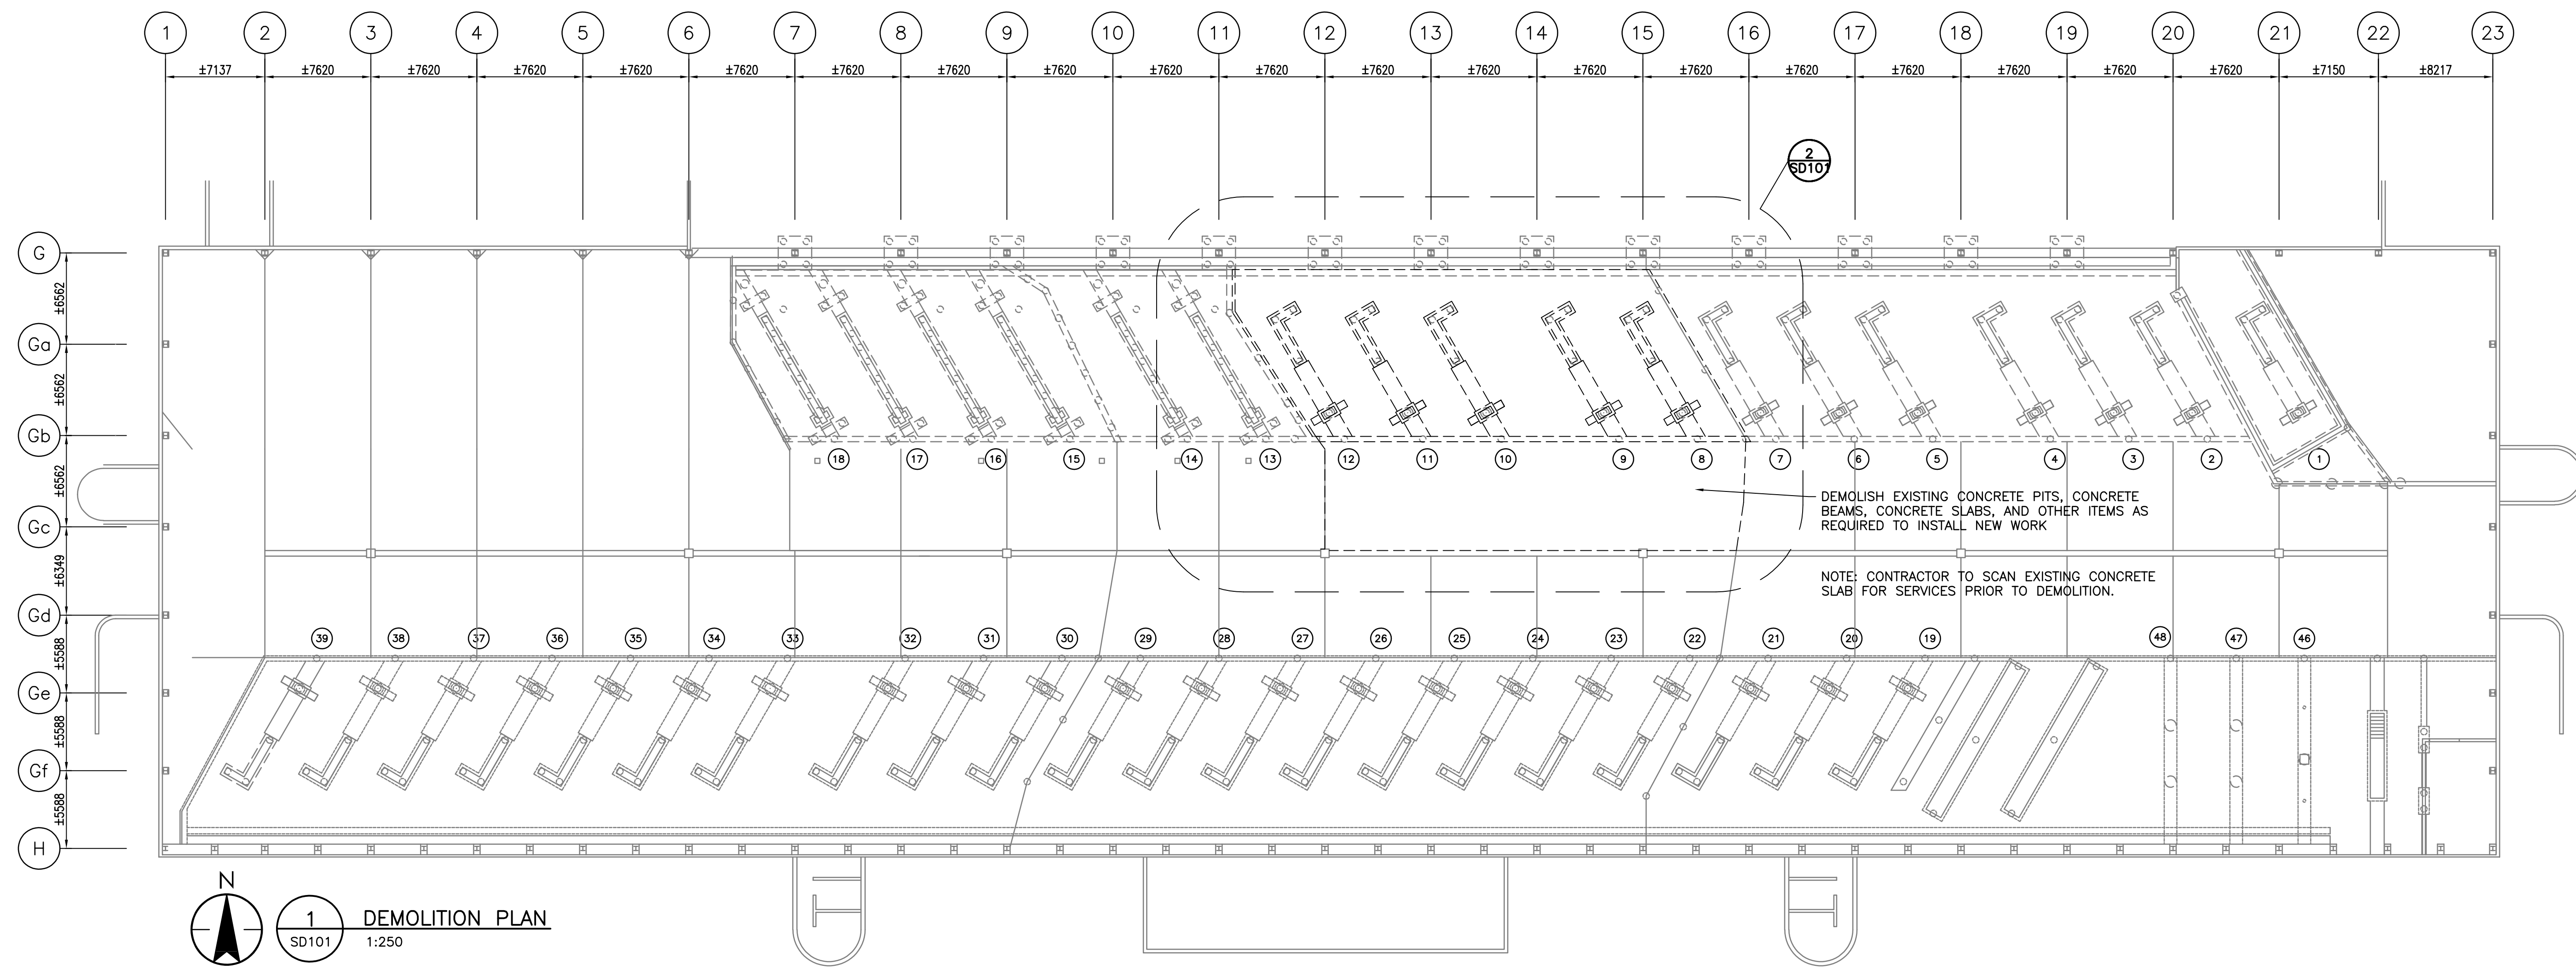 1 2 3 4 5 6 7 8 9 10 11 12 13 14 15 16 17 18 19 20 21 22 23
±7137 ±7620 ±7620 ±7620 ±7620 ±7620 ±7620 ±7620 ±7620 ±7620 ±7620 ±7620 ±7620 ±7620 ±7620 ±7620 ±7620 ±7620 ±7620 ±7620 ±7150 ±8217
2
SD101
G
±6562
Ga
±6562
Gb
18 17 16 15 14 13 12 11 10 9 8 7 6 5 4 3 2 1
±6562
DEMOLISH EXISTING CONCRETE PITS, CONCRETE
BEAMS, CONCRETE SLABS, AND OTHER ITEMS AS
REQUIRED TO INSTALL NEW WORK
Gc
±6349
NOTE: CONTRACTOR TO SCAN EXISTING CONCRETE
SLAB FOR SERVICES PRIOR TO DEMOLITION.
Gd
39 38 37 36 35 34 33 32 31 30 29 28 27 26 25 24 23 22 21 20 19 48 47 46
±5588
Ge
±5588
Gf
±5588
H
N
1
SD101
DEMOLITION PLAN
1:250